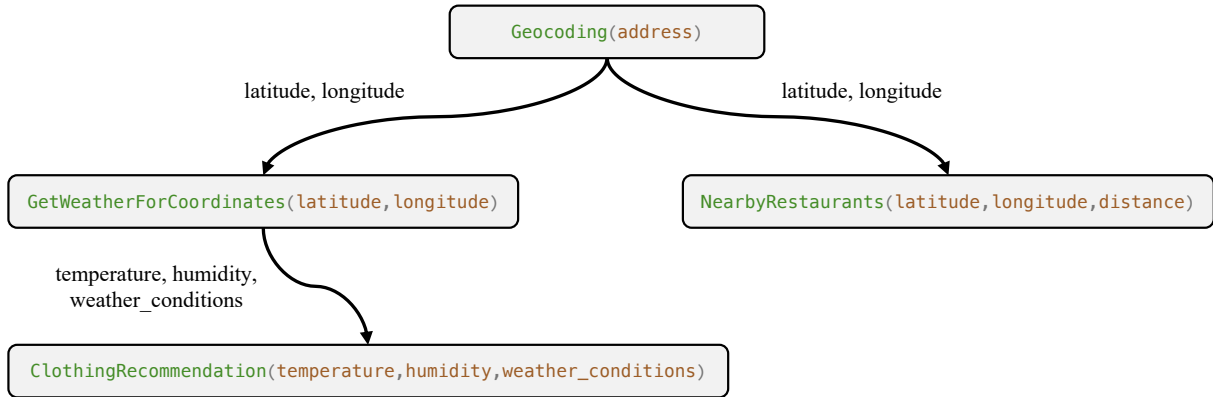 Geocoding(address)
latitude, longitude
latitude, longitude
GetWeatherForCoordinates(latitude,longitude)
NearbyRestaurants(latitude,longitude,distance)
temperature, humidity,
weather_conditions
ClothingRecommendation(temperature,humidity,weather_conditions)